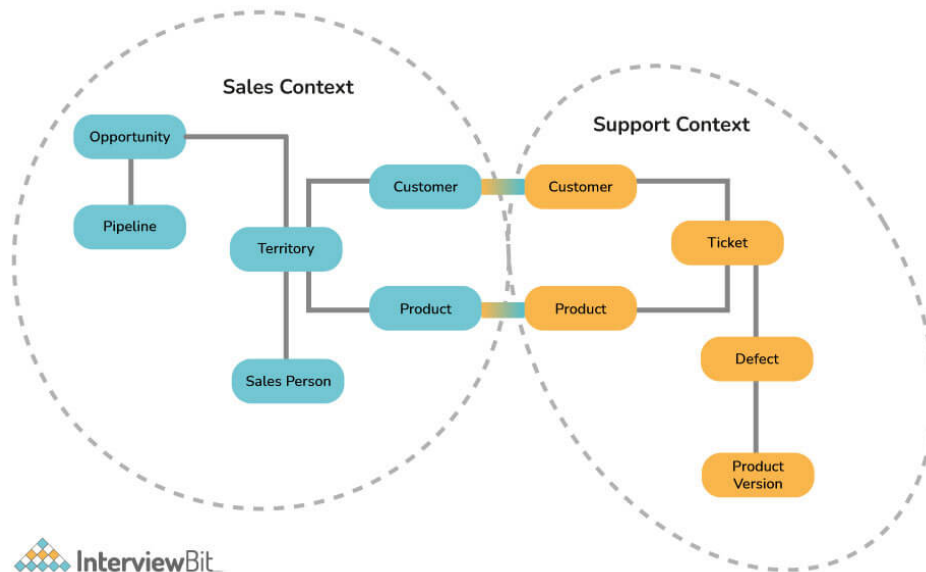 Sales Context
Support Context
Opportunity
Pipeline
Territory
Sales Person
Customer
Product
Customer
Product
Ticket
Defect
Product
Version
InterviewBit